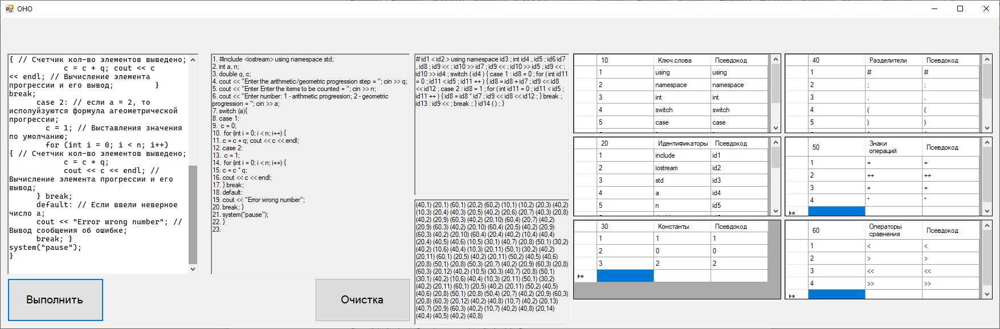 ОНО
{ // Счетчик кол-во элементов выведено;
c = c + q; cout << c
<< endl; // Вычисление элемента
прогрессии и его вывод; }
break;
case 2: // если a = 2, то
исполуйзуются формула агеометрической
прогрессии;
c = 1; // Выставления значения
по умолчанию;
for (int i = 0; i < n; i++)
{ // Счетчик кол-во элементов выведено;
c = c * q;
cout << c << endl; //
Вычисление элемента прогрессии и его
вывод;
} break;
default: // Если ввели неверное
число a;
cout << "Error wrong number"; //
Вывод сообщения об ошибке;
break; }
system("pause");
}
Выполнить
1. #include <iostream> using namespace std;
2. int a, n;
3. double q, c;
4. cout << "Enter the arithmetic/geometric progression step = "; cin >> q;
5. cout << "Enter Enter the items to be counted = "; cin >> n;
6. cout << "Enter number: 1 - arithmetic progression; 2 - geometric
progression = "; cin >> a;
7. switch (a){
8. case 1:
9. c = 0;
10. for (int i = 0; i < n; i++) {
11. c = c + q; cout << c << endl;
12. case 2:
13. c = 1;
14. for (int i = 0; i < n; i++) {
15. c = c * q;
16. cout << c << endl;
17. } break;
18. default:
19. cout << "Error wrong number";
20. break; }
21. system("pause");
22. }
23.
Очистка
# id1 < id2 > using namespace id3 ; int id4 , id5 ; id6 id7
, id8 ; id9 << ; id10 >> id7 ; id9 << ; id10 >> id5 ; id9 << ;
id10 >> id4 ; switch ( id4 ) { case 1 : id8 = 0 ; for ( int id11
= 0 ; id11 < id5 ; id11 ++ ) { id8 = id8 + id7 ; id9 << id8
<< id12 ; case 2 : id8 = 1 ; for ( int id11 = 0 ; id11 < id5 ;
id11 ++ ) { id8 = id8 * id7 ; id9 << id8 << id12 ; } break ;
id13 : id9 << ; break ; } id14 ( ) ; }
(40,1) (20,1) (60,1) (20,2) (60,2) (10,1) (10,2) (20,3) (40,2)
(10,3) (20,4) (40,3) (20,5) (40,2) (20,6) (20,7) (40,3) (20,8)
(40,2) (20,9) (60,3) (40,2) (20,10) (60,4) (20,7) (40,2)
(20,9) (60,3) (40,2) (20,10) (60,4) (20,5) (40,2) (20,9)
(60,3) (40,2) (20,10) (60,4) (20,4) (40,2) (10,4) (40,4)
(20,4) (40,5) (40,6) (10,5) (30,1) (40,7) (20,8) (50,1) (30,2)
(40,2) (10,6) (40,4) (10,3) (20,11) (50,1) (30,2) (40,2)
(20,11) (60,1) (20,5) (40,2) (20,11) (50,2) (40,5) (40,6)
(20,8) (50,1) (20,8) (50,3) (20,7) (40,2) (20,9) (60,3) (20,8)
(60,3) (20,12) (40,2) (10,5) (30,3) (40,7) (20,8) (50,1)
(30,1) (40,2) (10,6) (40,4) (10,3) (20,11) (50,1) (30,2)
(40,2) (20,11) (60,1) (20,5) (40,2) (20,11) (50,2) (40,5)
(40,6) (20,8) (50,1) (20,8) (50,4) (20,7) (40,2) (20,9) (60,3)
(20,8) (60,3) (20,12) (40,2) (40,8) (10,7) (40,2) (20,13)
(40,7) (20,9) (60,3) (40,2) (10,7) (40,2) (40,8) (20,14)
(40,4) (40,5) (40,2) (40,8)
10 Ключ.слова Псевдокод
1 using using
2 namespace namespace
3 int int
4 switch switch
5 case case
20 Идентификаторы Псевдокод
1 include id1
2 iostream id2
3 std id3
4 a id4
5 n id5
30 Константы Псевдокод
1 1 1
2 0 0
3 2 2
40 Разделители Псевдокод
1 # #
2 ; ;
3 , ,
4 ( (
5 ) )
50 Знаки операций Псевдокод
1 = =
2 ++ ++
3 + +
4 * *
60 Операторы сравнения Псевдокод
1 < <
2 > >
3 << <<
4 >> >>